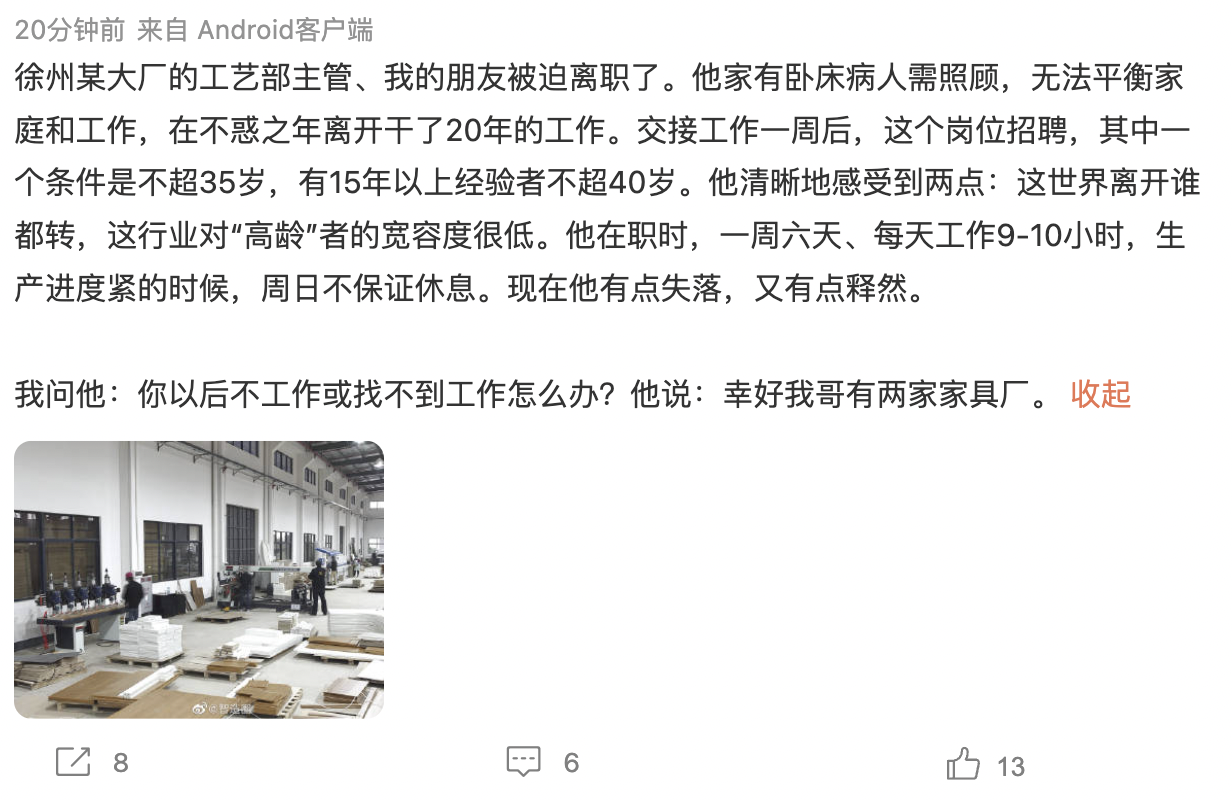 20分钟前 来自 Android客户端
徐州某大厂的工艺部主管、我的朋友被迫离职了。他家有卧床病人需照顾，无法平衡家
庭和工作，在不惑之年离开干了20年的工作。交接工作一周后，这个岗位招聘，其中一
个条件是不超35岁，有15年以上经验者不超40岁。他清晰地感受到两点：这世界离开谁
都转，这行业对“高龄”者的宽容度很低。他在职时，一周六天、每天工作9-10小时，生
产进度紧的时候，周日不保证休息。现在他有点失落，又有点释然。
我问他：你以后不工作或找不到工作怎么办？他说：幸好我哥有两家家具厂。 收起
8
6
13